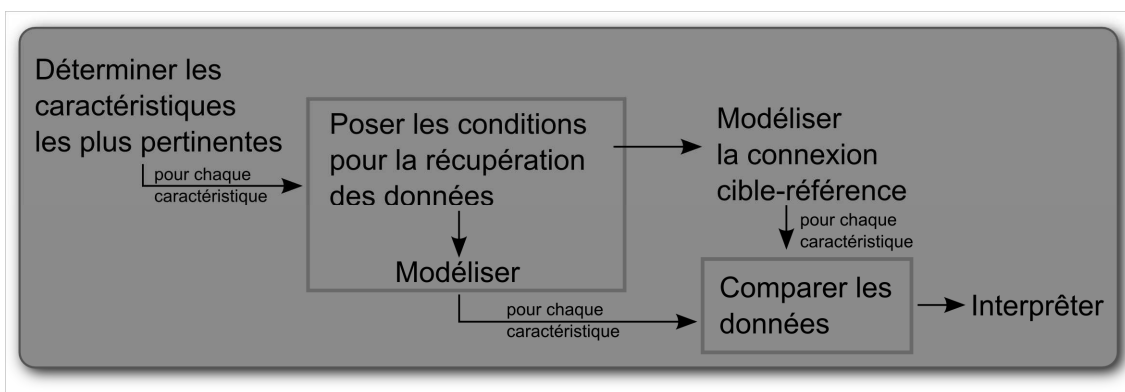 Déterminer les
caractéristiques
les plus pertinentes
pour chaque
caractéristique
Poser les conditions
pour la récupération
des données
Modéliser
pour chaque
caractéristique
Modéliser
la connexion
cible-référence
pour chaque
caractéristique
Comparer les
données
Interprêter